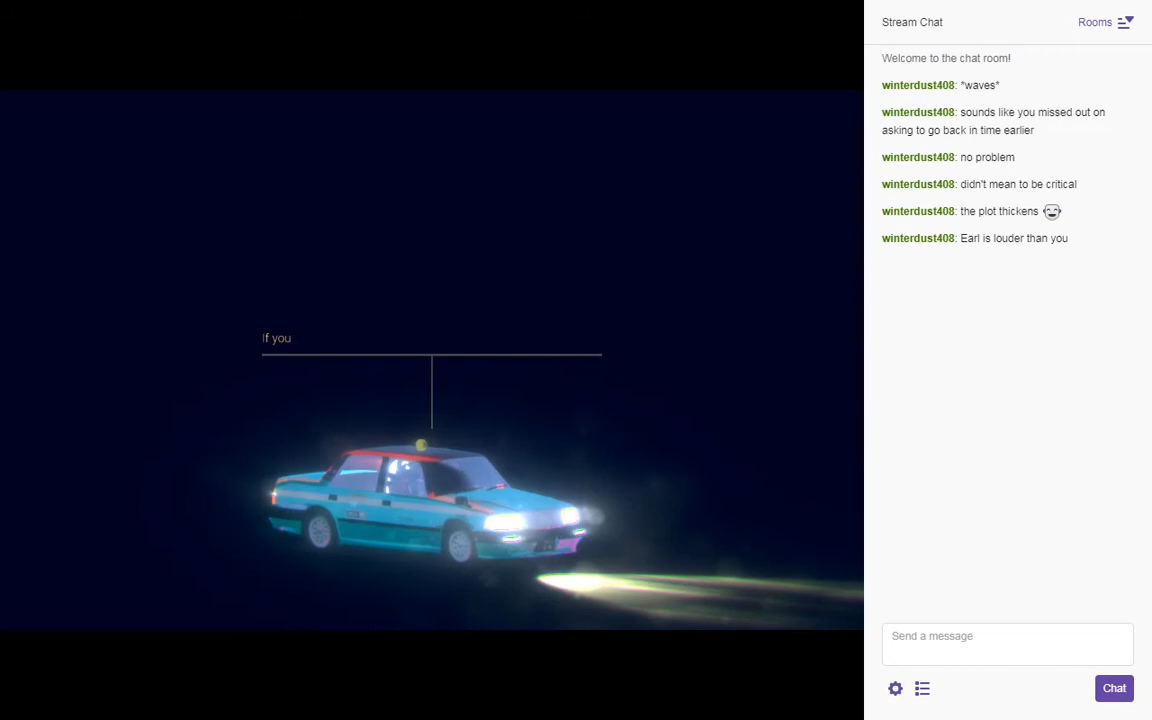 Stream Chat
Rooms
Welcome to the chat room!
winterdust408: *waves*
winterdust408: sounds like you missed out on
asking to go back in time earlier
winterdust408: no problem
winterdust408: didn't mean to be critical
winterdust408: the plot thickens
winterdust408: Earl is louder than you
If you
Send a message
Chat